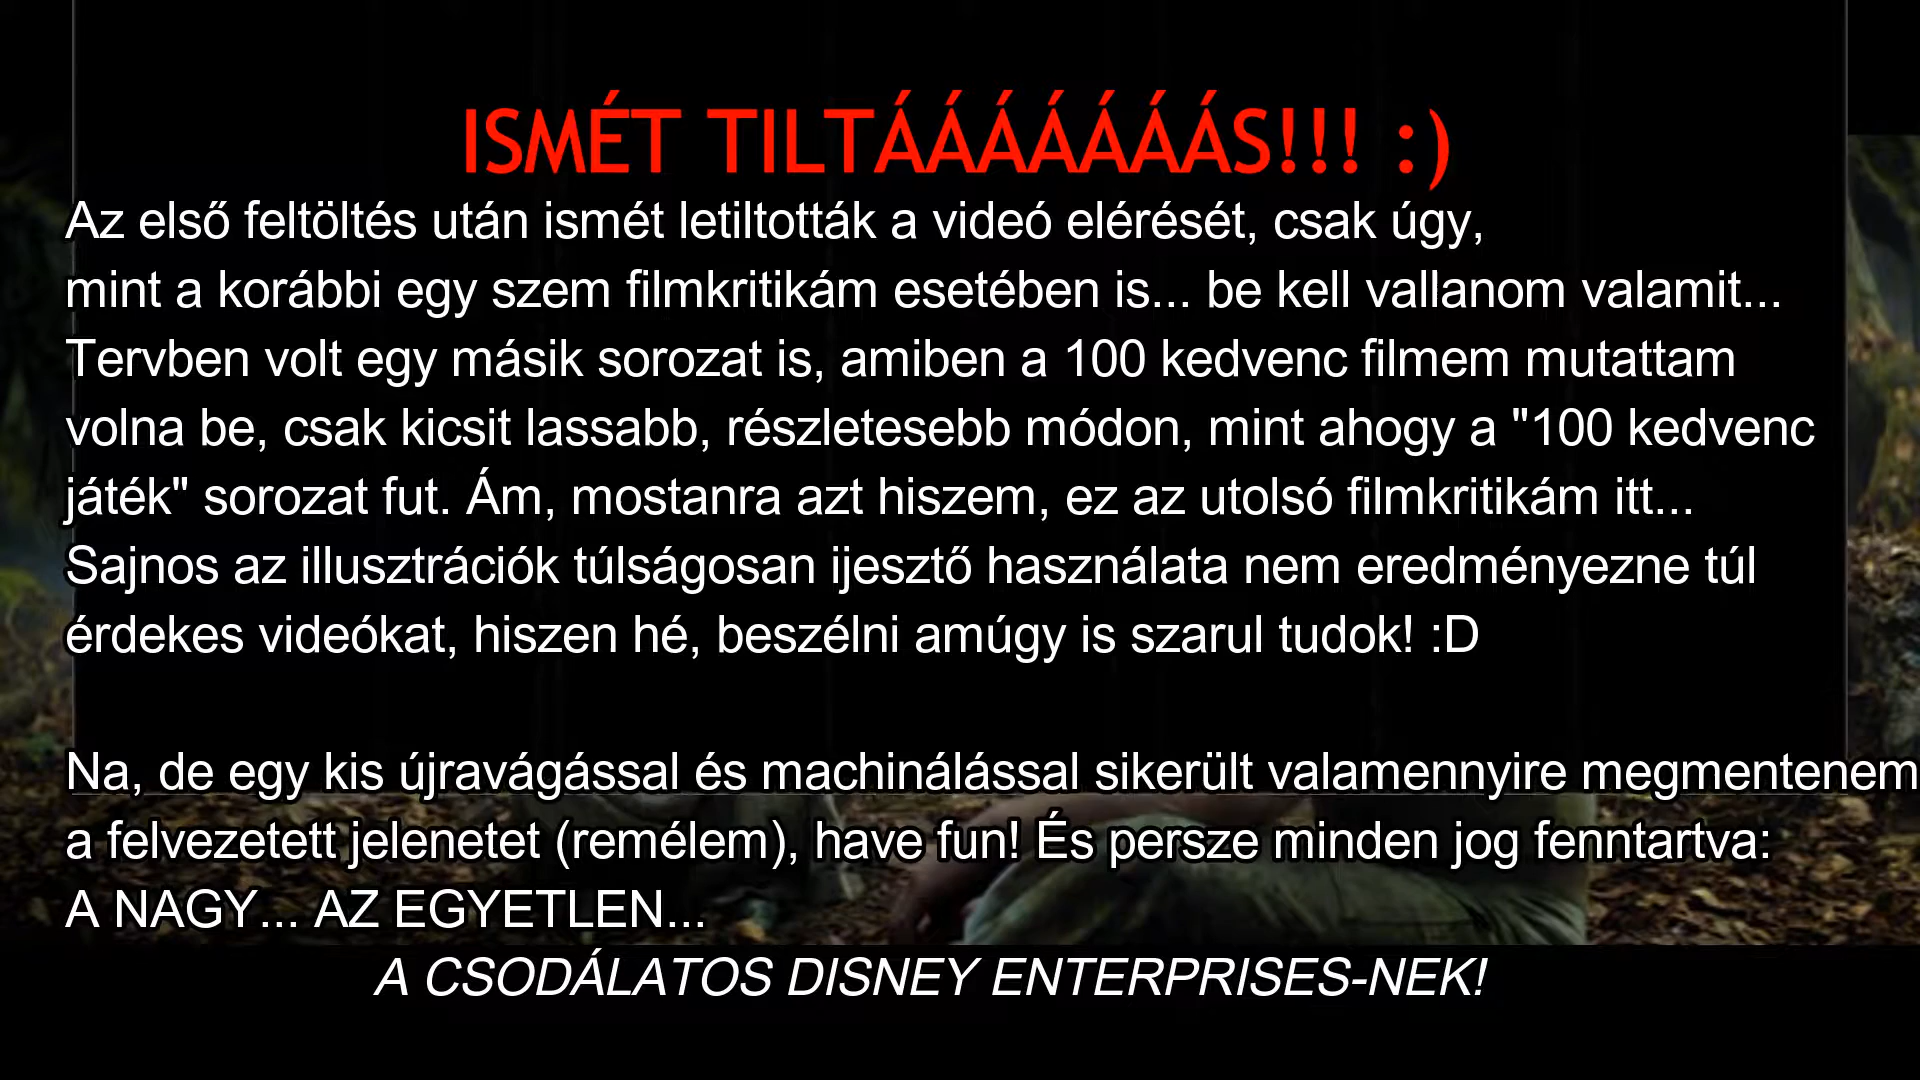 ISMÉT TILTÁÁÁÁÁÁÁS!!! :)
Az első feltöltés után ismét letiltották a videó elérését, csak úgy,
mint a korábbi egy szem filmkritikám esetében is... be kell vallanom valamit...
Tervben volt egy másik sorozat is, amiben a 100 kedvenc filmem mutattam
volna be, csak kicsit lassabb, részletesebb módon, mint ahogy a "100 kedvenc
játék" sorozat fut. Ám, mostanra azt hiszem, ez az utolsó filmkritikám itt...
Sajnos az illusztrációk túlságosan ijesztő használata nem eredményezne túl
érdekes videókat, hiszen hé, beszélni amúgy is szarul tudok! :D
Na, de egy kis újravágással és machinálással sikerült valamennyire megmentenem
a felvezetett jelenetet (remélem), have fun! És persze minden jog fenntartva:
A NAGY... AZ EGYETLEN...
A CSODÁLATOS DISNEY ENTERPRISES-NEK!